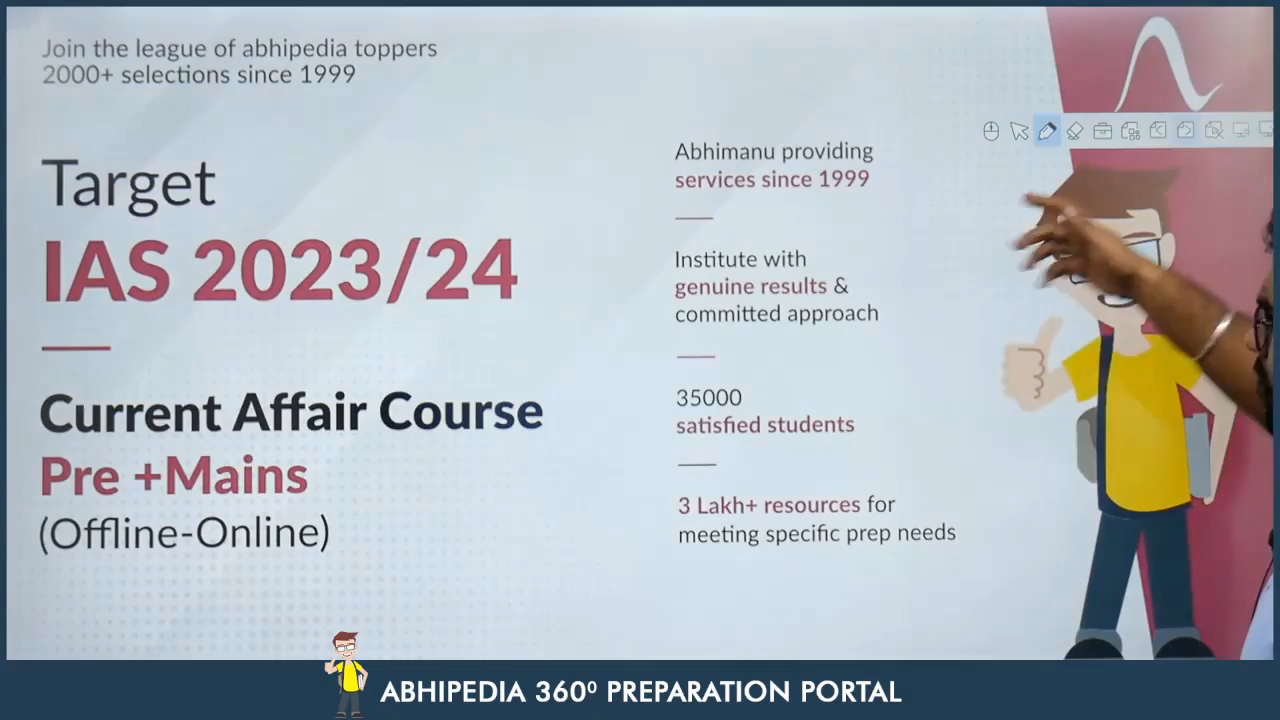 Join the league of abhipedia toppers
2000+ selections since 1999
Target
IAS 2023/24
Current Affair Course
Pre +Mains
(Offline-Online)
Abhimanu providing
services since 1999
Institute with
genuine results &
committed approach
35000
satisfied students
3 Lakh+ resources for
meeting specific prep needs
ABHIPEDIA 360⁰ PREPARATION PORTAL